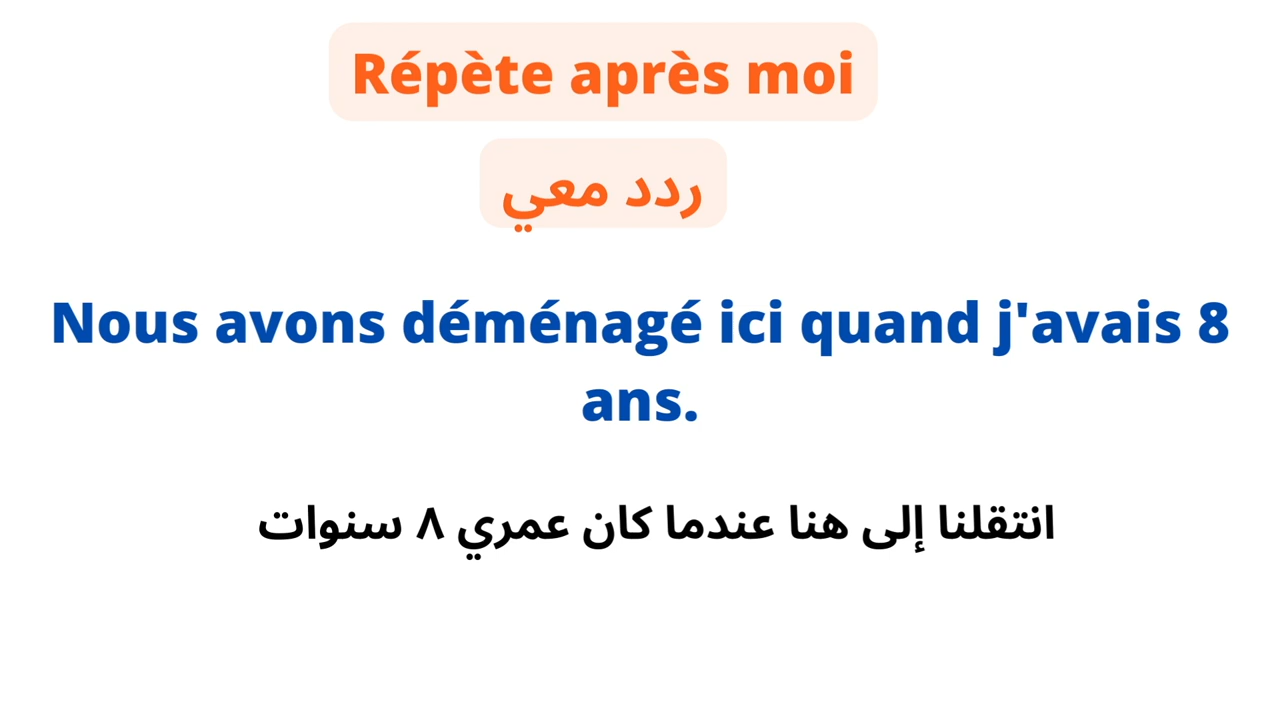 Répète après moi
ردد معي
Nous avons déménagé ici quand j'avais 8
ans.
انتقلنا إلى هنا عندما كان عمري ٨ سنوات